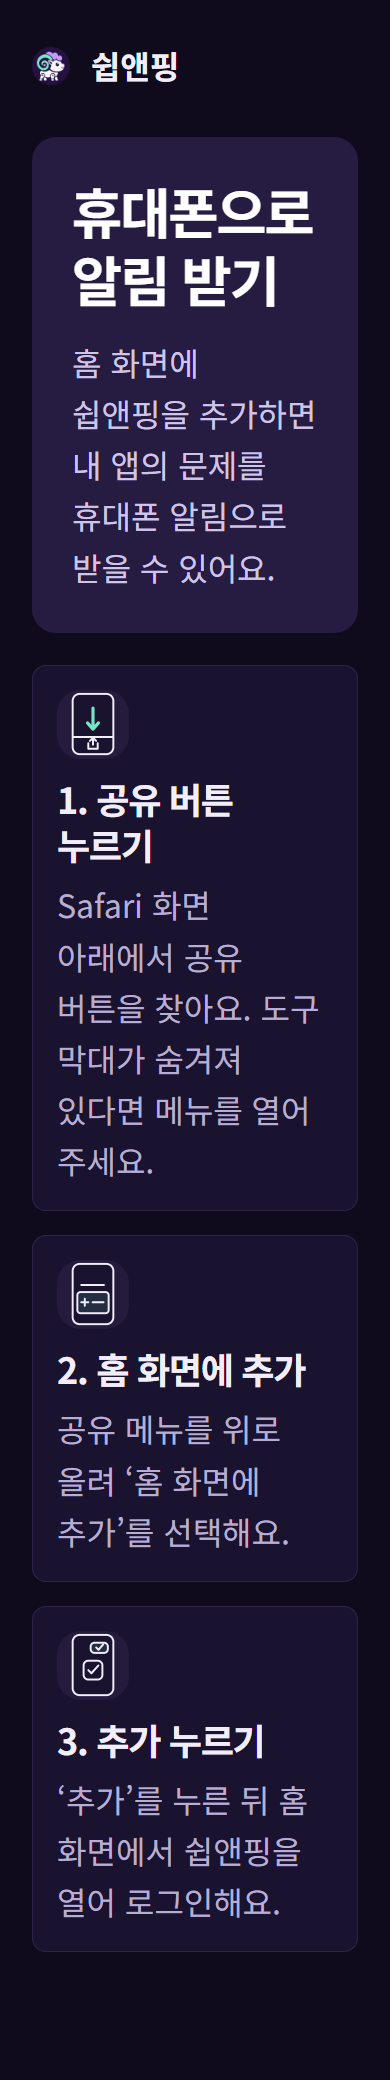 쉽앤핑
휴대폰으로
알림 받기
홈 화면에
쉽앤핑을 추가하면
내 앱의 문제를
휴대폰 알림으로
받을 수 있어요.
1. 공유 버튼
누르기
Safari 화면
아래에서 공유
버튼을 찾아요. 도구
막대가 숨겨져
있다면 메뉴를 열어
주세요.
2. 홈 화면에 추가
공유 메뉴를 위로
올려 ‘홈 화면에
추가’를 선택해요.
3. 추가 누르기
‘추가’를 누른 뒤 홈
화면에서 쉽앤핑을
열어 로그인해요.